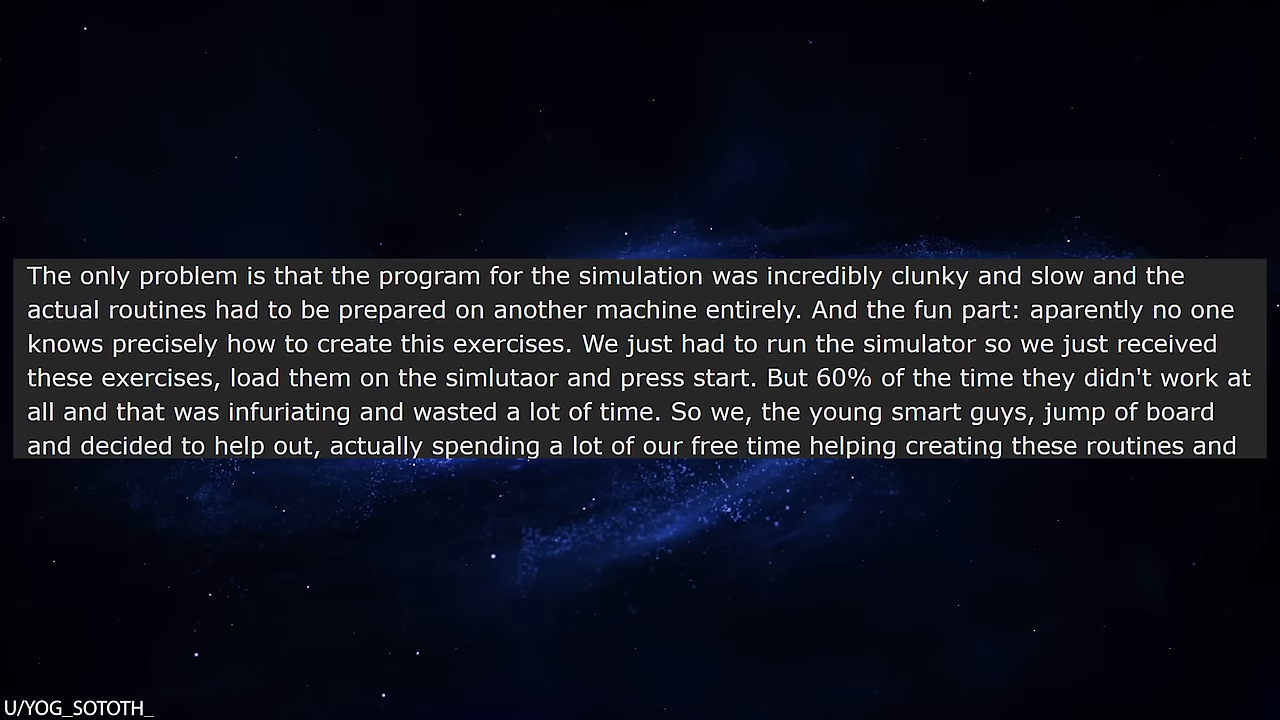 The only problem is that the program for the simulation was incredibly clunky and slow and the
actual routines had to be prepared on another machine entirely. And the fun part: aparently no one
knows precisely how to create this exercises. We just had to run the simulator so we just received
these exercises, load them on the simlutaor and press start. But 60% of the time they didn't work at
all and that was infuriating and wasted a lot of time. So we, the young smart guys, jump of board
and decided to help out, actually spending a lot of our free time helping creating these routines and
U/YOG_SOTOTH_